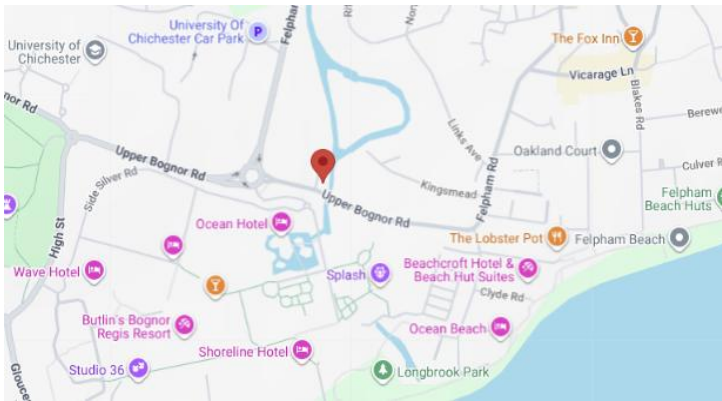 University Of
Chichester Car Park
P
Felpham
University of
Chichester
The Fox Inn
Vicarage Ln
Blakes Rd
nor Rd
Upper Bognor Rd
Side Silver Rd
Links Ave
Oakland Court
Berewe
Culver R
Kingsmead
Upper Bognor Rd
Felpham Rd
Felpham
Beach Huts
High St
Ocean Hotel
The Lobster Pot
Felpham Beach
Wave Hotel
Splash
Beachcroft Hotel &
Beach Hut Suites
Clyde Rd
Butlin's Bognor
Regis Resort
Ocean Beach
Shoreline Hotel
Studio 36
Longbrook Park
Glouce